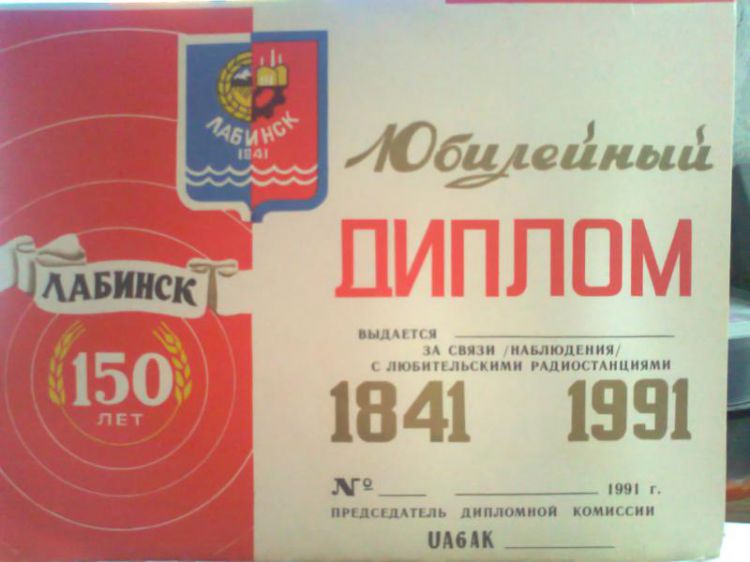 ЛАБИНСК
1841
Юбилейный
ДИПЛОМ
ЛАБИНСК
150
ЛЕТ
ВЫДАЕТСЯ
ЗА СВЯЗИ /НАБЛЮДЕНИЯ/
С ЛЮБИТЕЛЬСКИМИ РАДИОСТАНЦИЯМИ
1841 1991
№ 1991 г.
ПРЕДСЕДАТЕЛЬ ДИПЛОМНОЙ КОМИССИИ
UA6AK